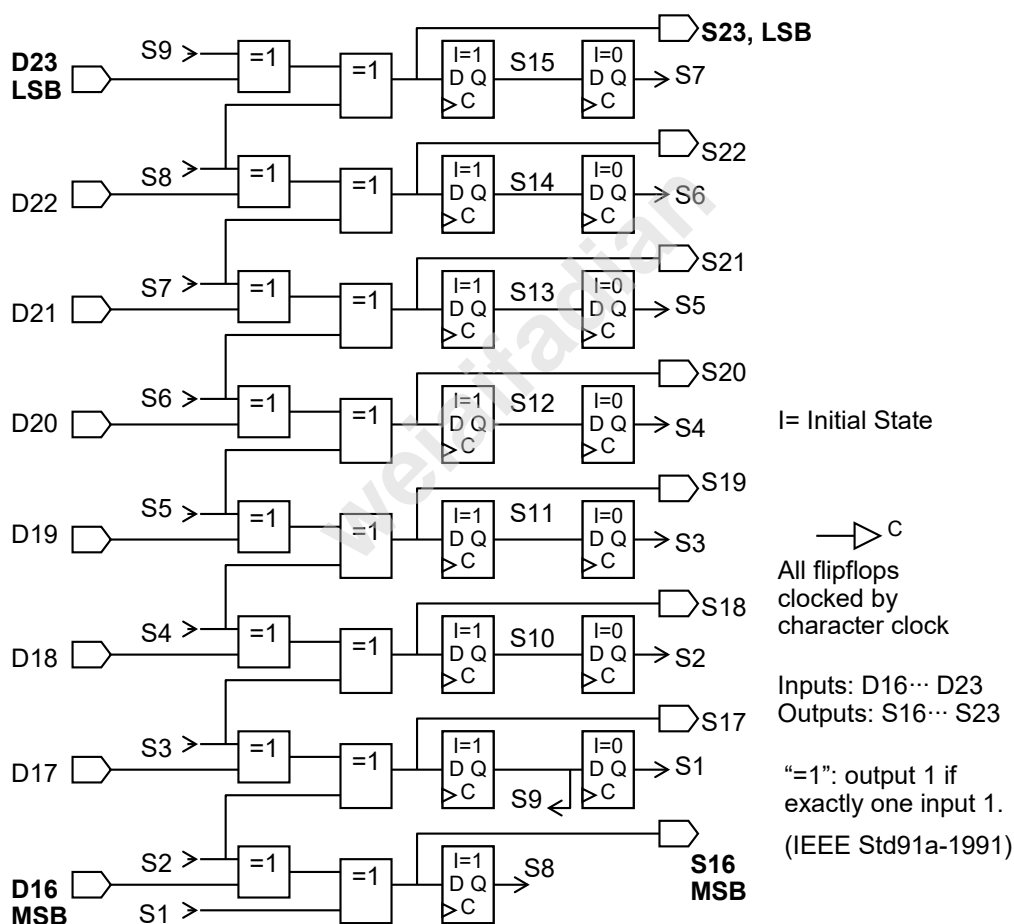 S23, LSB
D23
LSB
S9
=1
=1
I=1
D Q
C
S15
I=0
D Q
C
S7
S22
D22
S8
=1
=1
I=1
D Q
C
S14
I=0
D Q
C
S6
S21
D21
S7
=1
=1
I=1
D Q
C
S13
I=0
D Q
C
S5
S20
D20
S6
=1
=1
I=1
D Q
C
S12
I=0
D Q
C
S4
S19
D19
S5
=1
=1
I=1
D Q
C
S11
I=0
D Q
C
S3
S18
D18
S4
=1
=1
I=1
D Q
C
S10
I=0
D Q
C
S2
S17
D17
S3
=1
=1
I=1
D Q
C
S9
I=0
D Q
C
S1
S16
MSB
D16
MSB
S2
=1
S1
=1
I=1
D Q
C
S8
I= Initial State
C
All flipflops
clocked by
character clock
Inputs: D16··· D23
Outputs: S16··· S23
“=1”: output 1 if
exactly one input 1.
(IEEE Std91a-1991)
weiaifadian